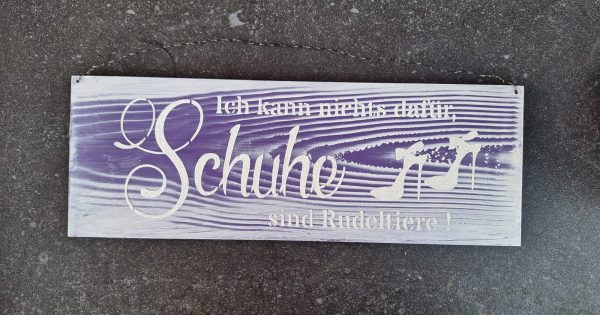 Ich kann nichts dafür,
Schuhe
sind Rudeltiere !